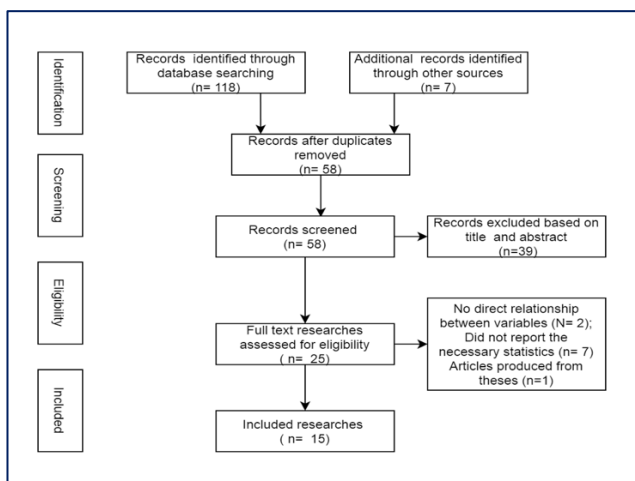 Identification
Records identified through
database searching
(n= 118)
Additional records identified
through other sources
(n= 7)
Records after duplicates
removed
(n= 58)
Screening
Records screened
(n= 58)
Records excluded based on
title and abstract
(n=39)
Eligibility
Full text researches
assessed for eligibility
( n= 25)
No direct relationship
between variables (N= 2);
Did not report the
necessary statistics (n= 7)
Articles produced from
theses (n=1)
Included
Included researches
( n= 15)